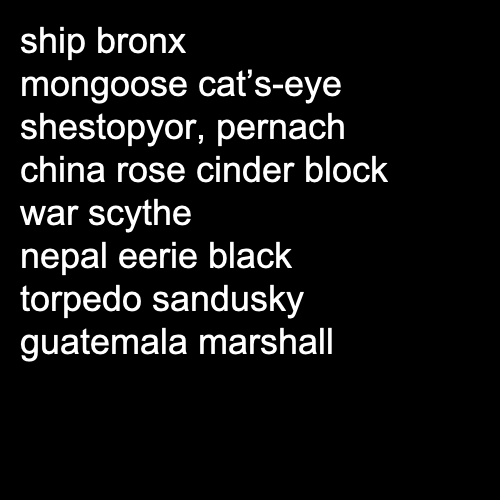 ship bronx
mongoose cat’s-eye
shestopyor, pernach
china rose cinder block
war scythe
nepal eerie black
torpedo sandusky
guatemala marshall